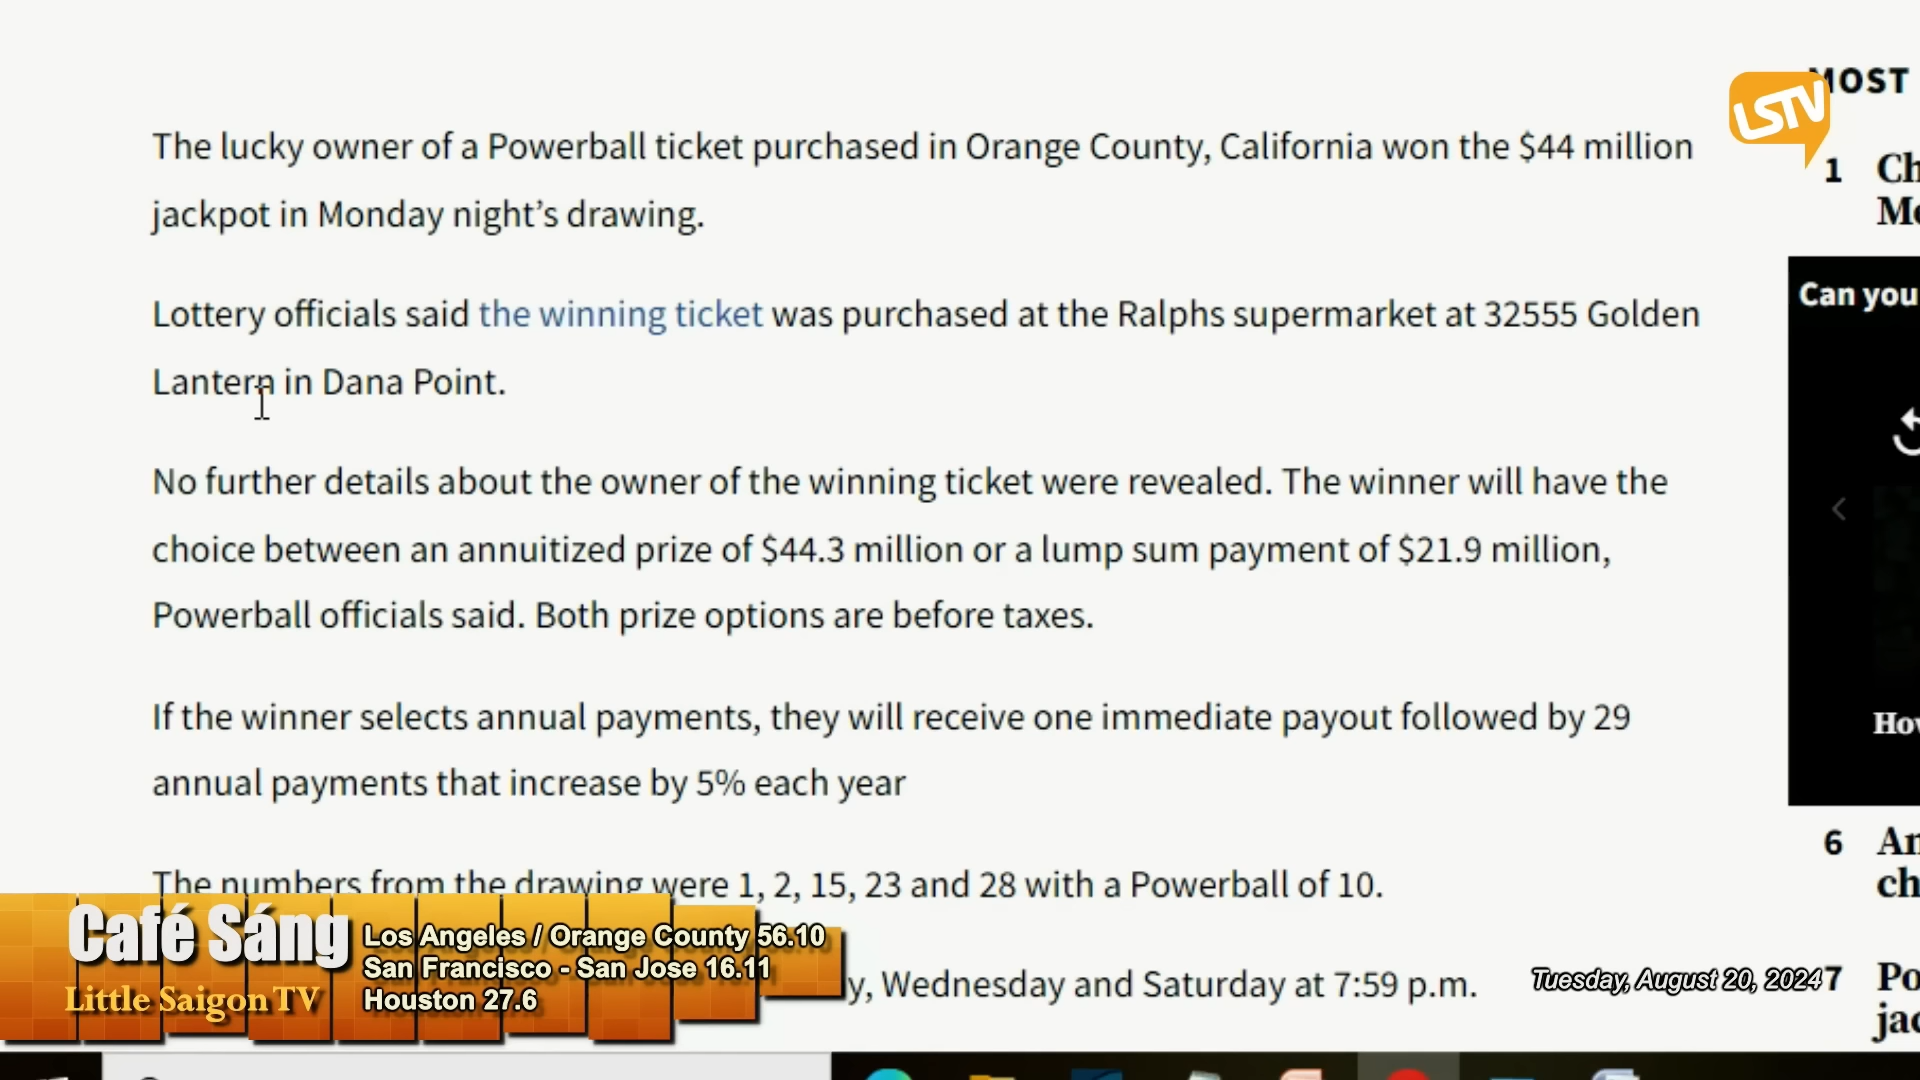 The lucky owner of a Powerball ticket purchased in Orange County, California won the $44 million
jackpot in Monday night’s drawing.
Lottery officials said the winning ticket was purchased at the Ralphs supermarket at 32555 Golden
Lantern in Dana Point.
No further details about the owner of the winning ticket were revealed. The winner will have the
choice between an annuitized prize of $44.3 million or a lump sum payment of $21.9 million,
Powerball officials said. Both prize options are before taxes.
If the winner selects annual payments, they will receive one immediate payout followed by 29
annual payments that increase by 5% each year
The numbers from the drawing were 1, 2, 15, 23 and 28 with a Powerball of 10.
Wednesday and Saturday at 7:59 p.m.
LSTV
MOST
1
Can you
6
7
Café Sáng
Little Saigon TV
Los Angeles / Orange County 56.10
San Francisco - San Jose 16.11
Houston 27.6
Tuesday, August 20, 2024